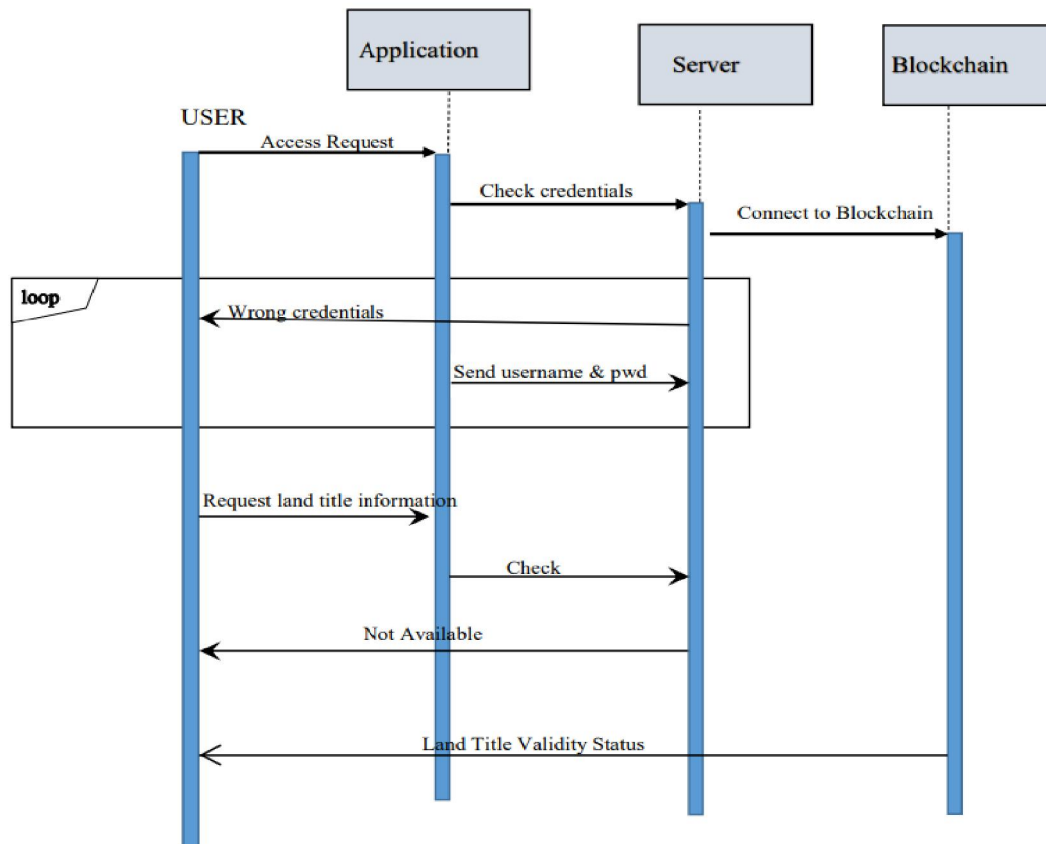 Application
Server
Blockchain
USER
Access Request
Check credentials
Connect to Blockchain
loop
Wrong credentials
Send username & pwd
Request land title information
Check
Not Available
Land Title Validity Status